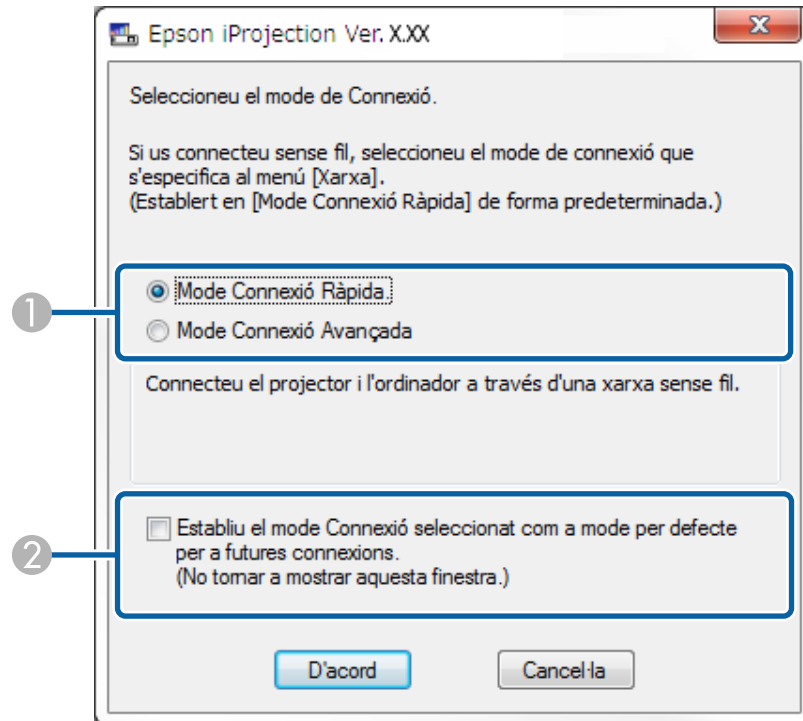 Epson iProjection Ver. X.XX
Seleccioneu el mode de Connexió.
Si us connecteu sense fil, seleccioneu el mode de connexió que
s'especifica al menú [Xarxa].
(Establert en [Mode Connexió Ràpida] de forma predeterminada.)
1
Mode Connexió Ràpida.
Mode Connexió Avançada
Connecteu el projector i l'ordinador a través d'una xarxa sense fil.
2
Establiu el mode Connexió seleccionat com a mode per defecte
per a futures connexions.
(No tornar a mostrar aquesta finestra.)
D'acord
Cancel·la